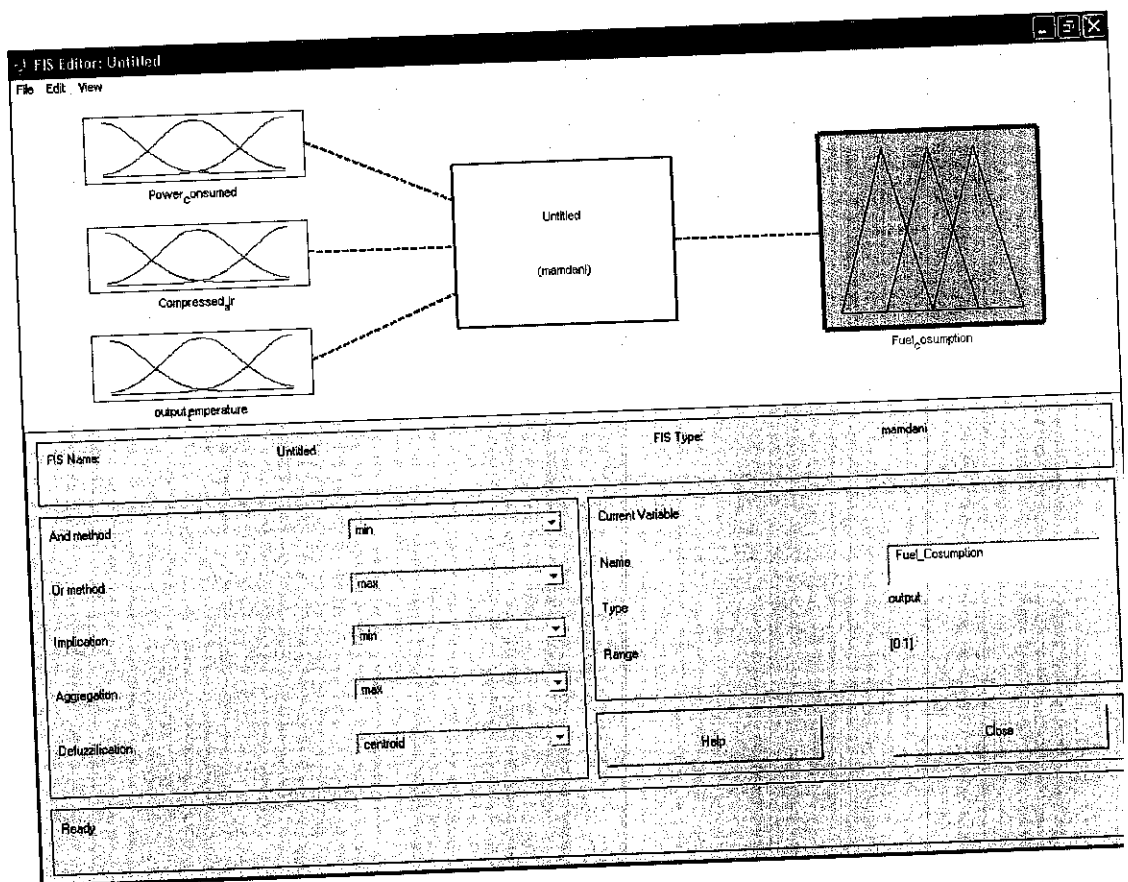 FIS Editor: Untitled
File Edit View
Power_Consumed
Untitled
(mamdani)
Compressed_air
Fuel_Cosumption
output_temperature
FIS Name: Untitled FIS Type: mamdani
And method min
Or method max
Implication min
Aggregation max
Defuzzification centroid
Current Variable
Name Fuel_Cosumption
Type output
Range [0 1]
Help Close
Ready